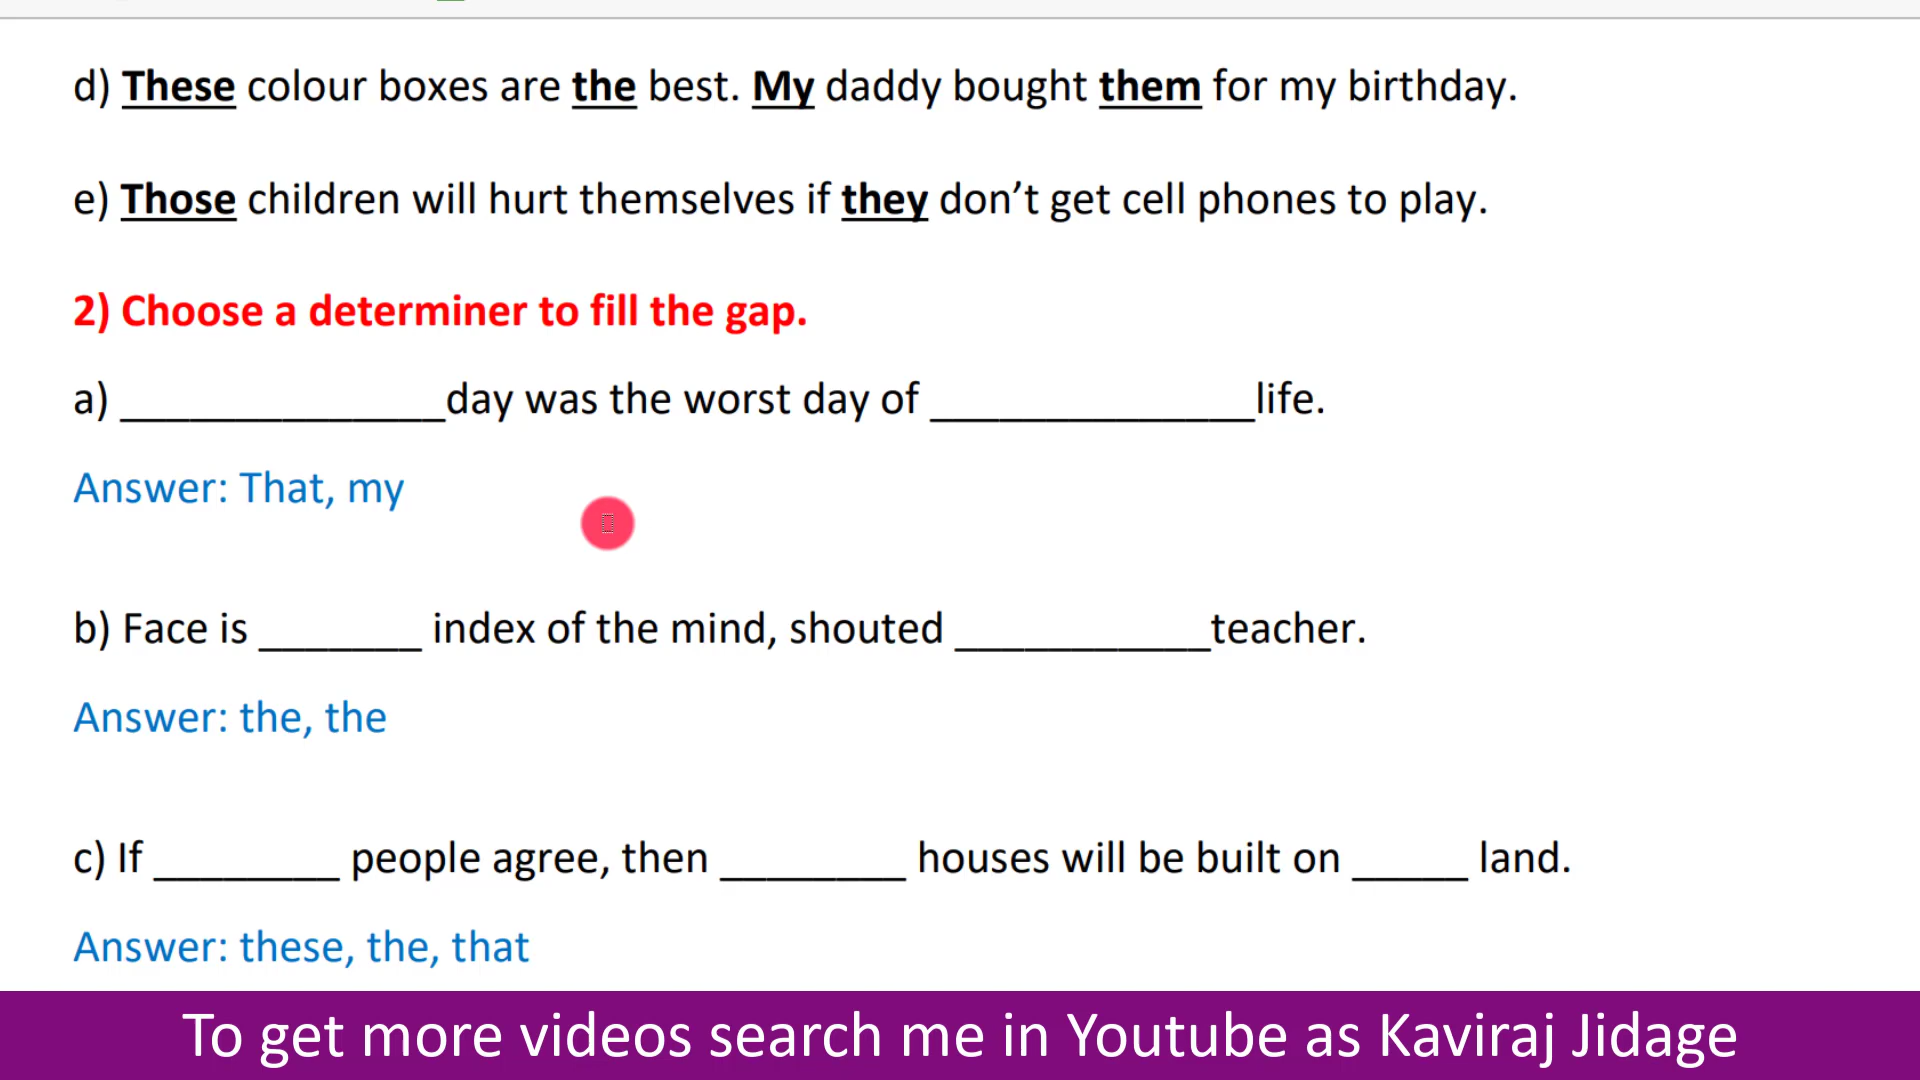 d) These colour boxes are the best. My daddy bought them for my birthday.
e) Those children will hurt themselves if they don’t get cell phones to play.
2) Choose a determiner to fill the gap.
a) ______________day was the worst day of ______________life.
Answer: That, my
b) Face is _______ index of the mind, shouted ___________teacher.
Answer: the, the
c) If ________ people agree, then ________ houses will be built on _____ land.
Answer: these, the, that
To get more videos search me in Youtube as Kaviraj Jidage